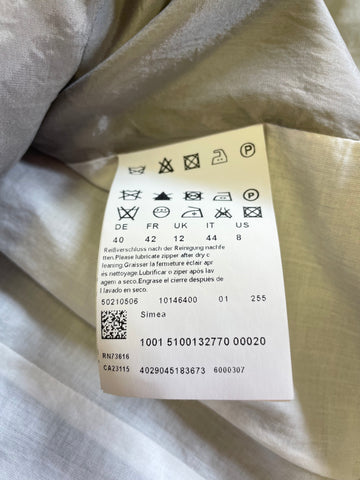 P
P
DE FR UK IT US
40 42 12 44 8
Reißverschluss nach der Reinigung nachfe
tten.Please lubricate zipper after dry c
leaning.Graisser la fermeture éclair apr
és nettoyage.Lubrificar o ziper após lav
agem a seco.Engrase el cierre después de
l lavado en seco.
50210506 10146400 01 255
Simea
1001 5100132770 00020
RN73616
CA23115 4029045183673 6000307